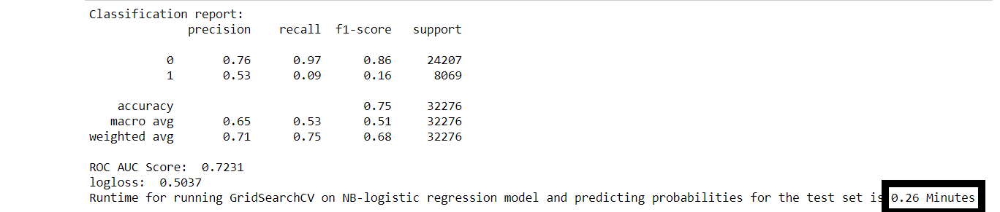 Classification report:
precision recall f1-score support
0 0.76 0.97 0.86 24207
1 0.53 0.09 0.16 8069
accuracy 0.75 32276
macro avg 0.65 0.53 0.51 32276
weighted avg 0.71 0.75 0.68 32276
ROC AUC Score: 0.7231
logloss: 0.5037
Runtime for running GridSearchCV on NB-logistic regression model and predicting probabilities for the test set is 0.26 Minutes